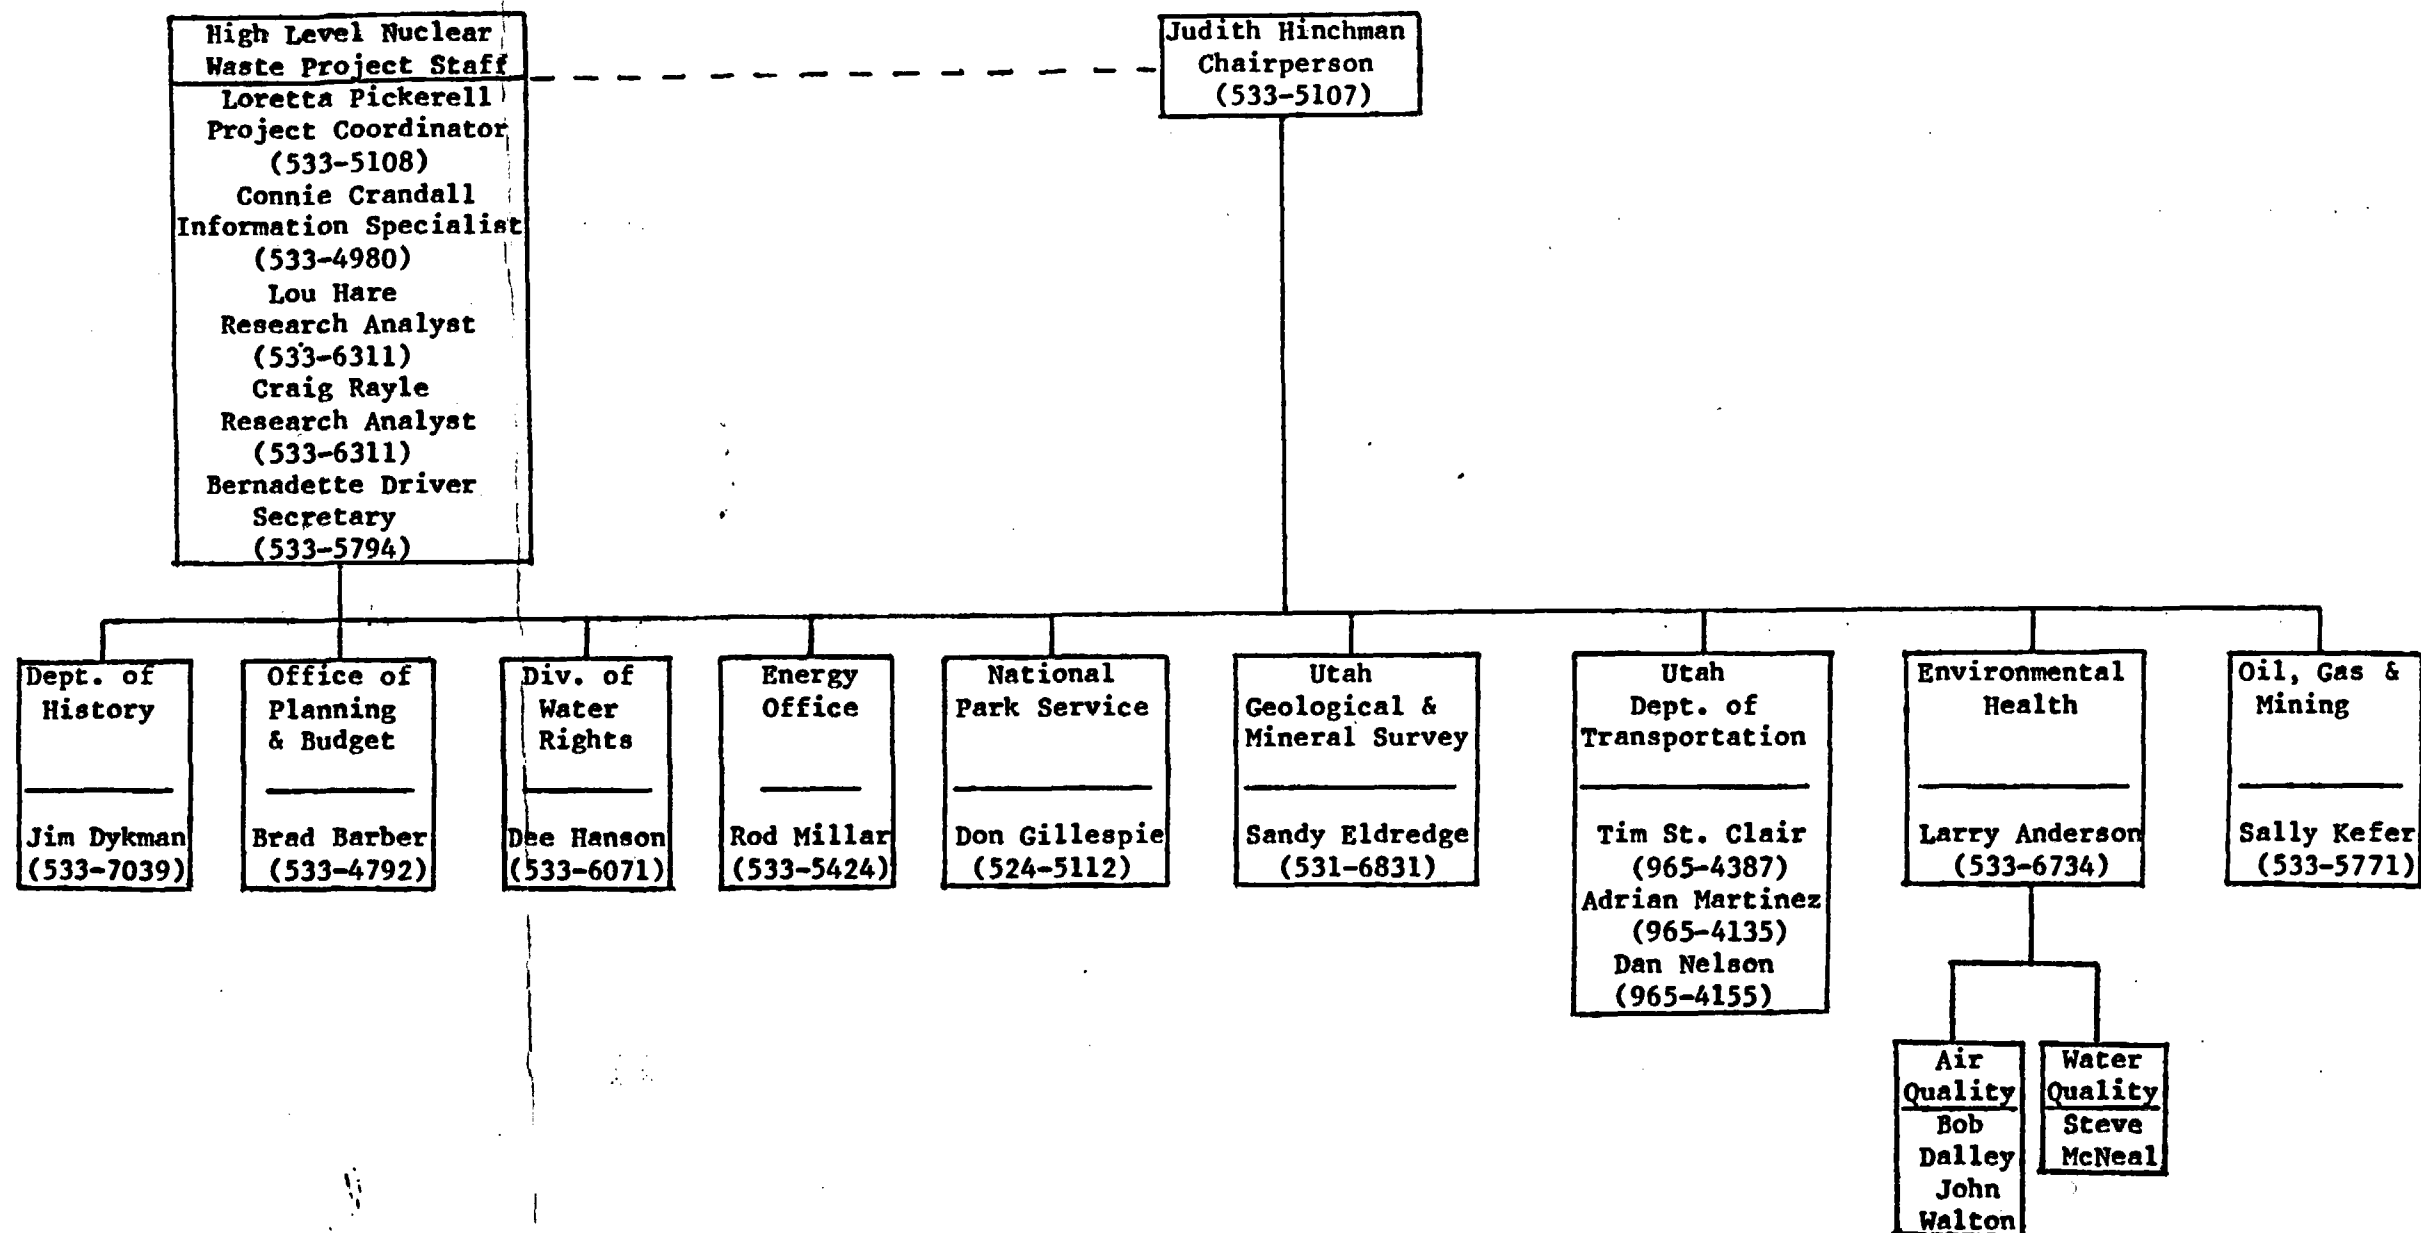 High Level Nuclear
Waste Project Staff
Loretta Pickerell
Project Coordinator
(533-5108)
Connie Crandall
Information Specialist
(533-4980)
Lou Hare
Research Analyst
(533-6311)
Craig Rayle
Research Analyst
(533-6311)
Bernadette Driver
Secretary
(533-5794)
Judith Hinchman
Chairperson
(533-5107)
Dept. of
History
Jim Dykman
(533-7039)
Office of
Planning
& Budget
Brad Barber
(533-4792)
Div. of
Water
Rights
Dee Hanson
(533-6071)
Energy
Office
Rod Millar
(533-5424)
National
Park Service
Don Gillespie
(524-5112)
Utah
Geological &
Mineral Survey
Sandy Eldredge
(531-6831)
Utah
Dept. of
Transportation
Tim St. Clair
(965-4387)
Adrian Martinez
(965-4135)
Dan Nelson
(965-4155)
Environmental
Health
Larry Anderson
(533-6734)
Oil, Gas &
Mining
Sally Kefer
(533-5771)
Air
Quality
Bob
Dalley
John
Walton
Water
Quality
Steve
McNeal